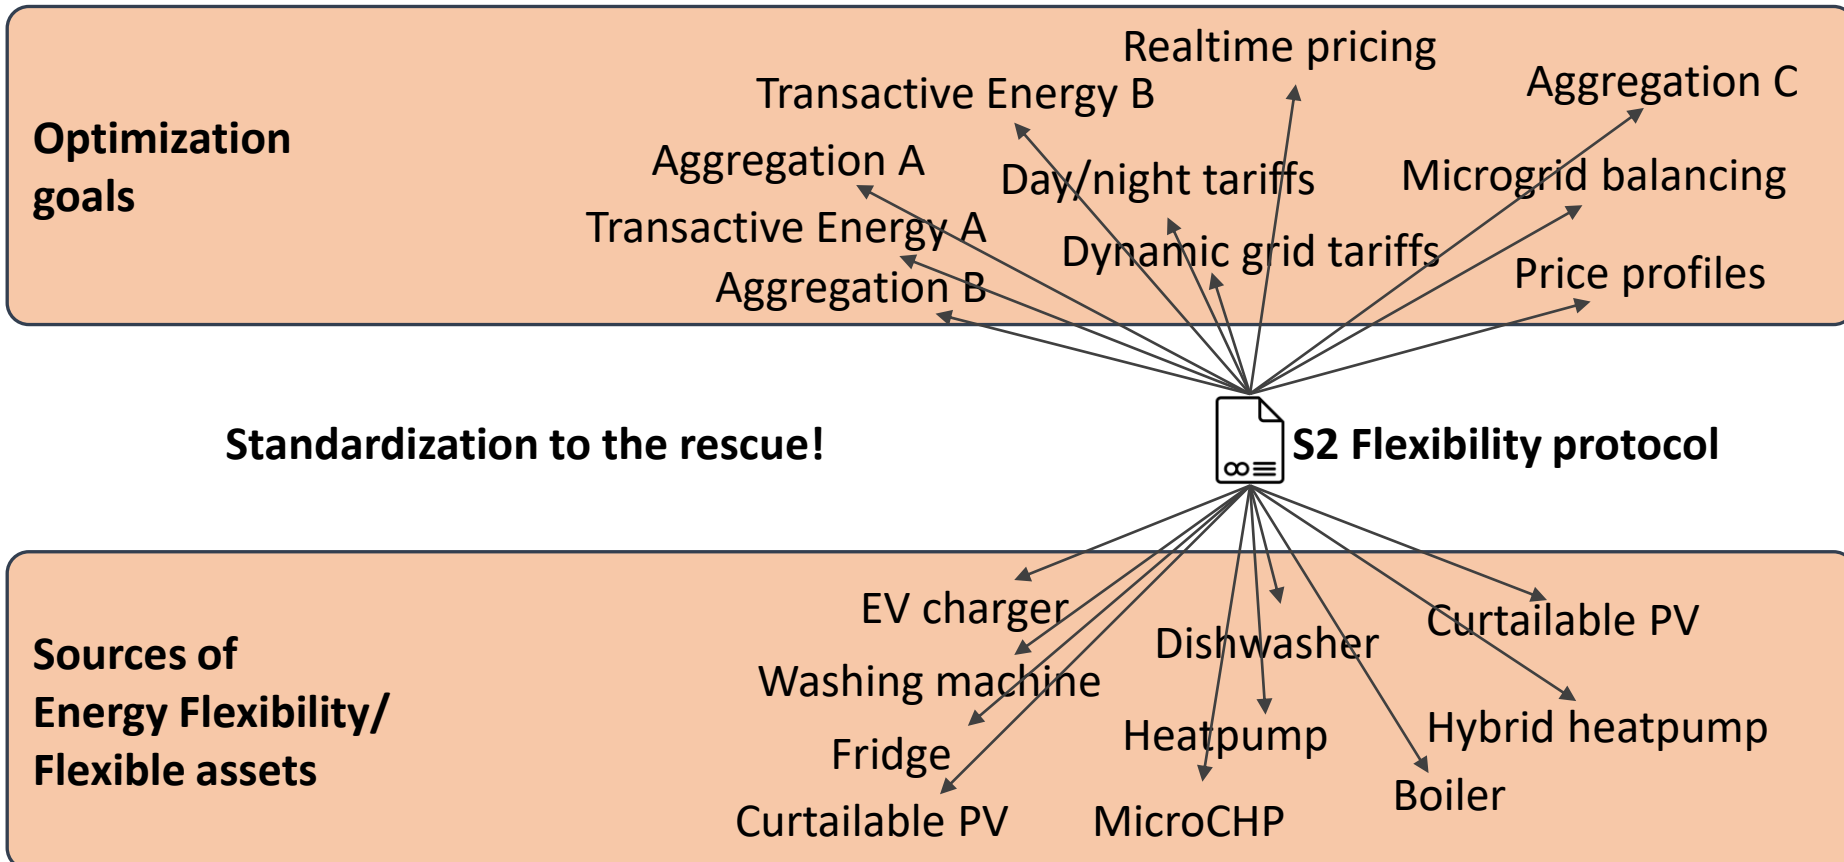 Realtime pricing
Transactive Energy B
Aggregation C
Optimization
goals
Aggregation A
Day/night tariffs
Microgrid balancing
Transactive Energy A
Dynamic grid tariffs
Aggregation B
Price profiles
Standardization to the rescue!
S2 Flexibility protocol
EV charger
Dishwasher
Curtailable PV
Sources of
Energy Flexibility/
Flexible assets
Washing machine
Heatpump
Hybrid heatpump
Fridge
Boiler
Curtailable PV
MicroCHP